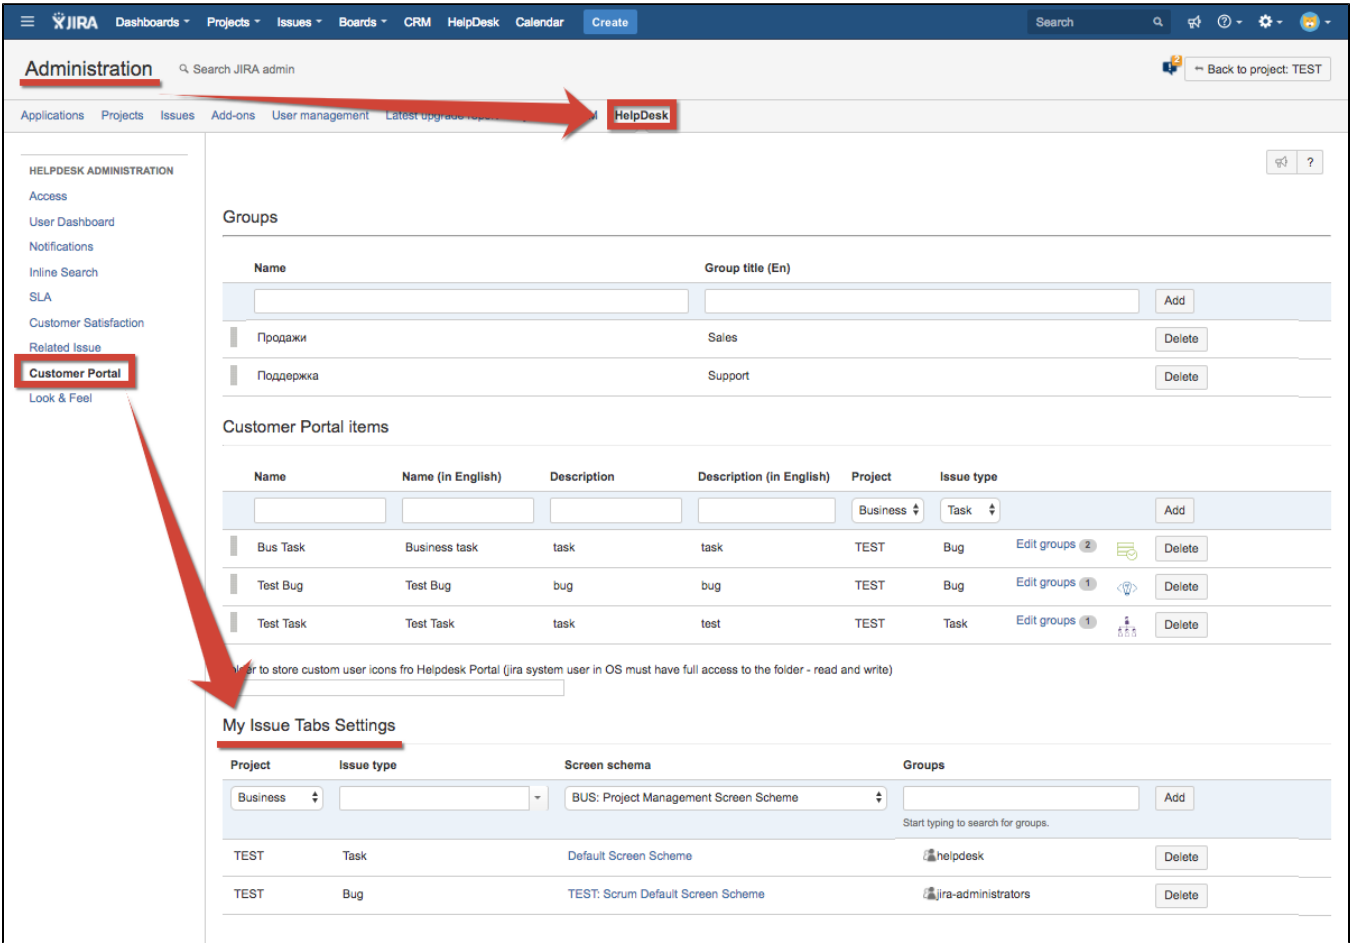 JIRA Dashboards Projects Issues Boards CRM HelpDesk Calendar Create Search
Administration Search JIRA admin 2 Back to project: TEST
Applications Projects Issues Add-ons User management Latest upgrade report HelpDesk
?
HELPDESK ADMINISTRATION
Access
User Dashboard
Notifications
Inline Search
SLA
Customer Satisfaction
Related Issue
Customer Portal
Look & Feel
Groups
Name Group title (En)
Add
Продажи Sales Delete
Поддержка Support Delete
Customer Portal items
Name Name (in English) Description Description (in English) Project Issue type
Business Task Add
Bus Task Business task task task TEST Bug Edit groups 2 Delete
Test Bug Test Bug bug bug TEST Bug Edit groups 1 Delete
Test Task Test Task task test TEST Task Edit groups 1 Delete
to store custom user icons fro Helpdesk Portal (jira system user in OS must have full access to the folder - read and write)
My Issue Tabs Settings
Project Issue type Screen schema Groups
Business BUS: Project Management Screen Scheme Add
Start typing to search for groups.
TEST Task Default Screen Scheme helpdesk Delete
TEST Bug TEST: Scrum Default Screen Scheme jira-administrators Delete